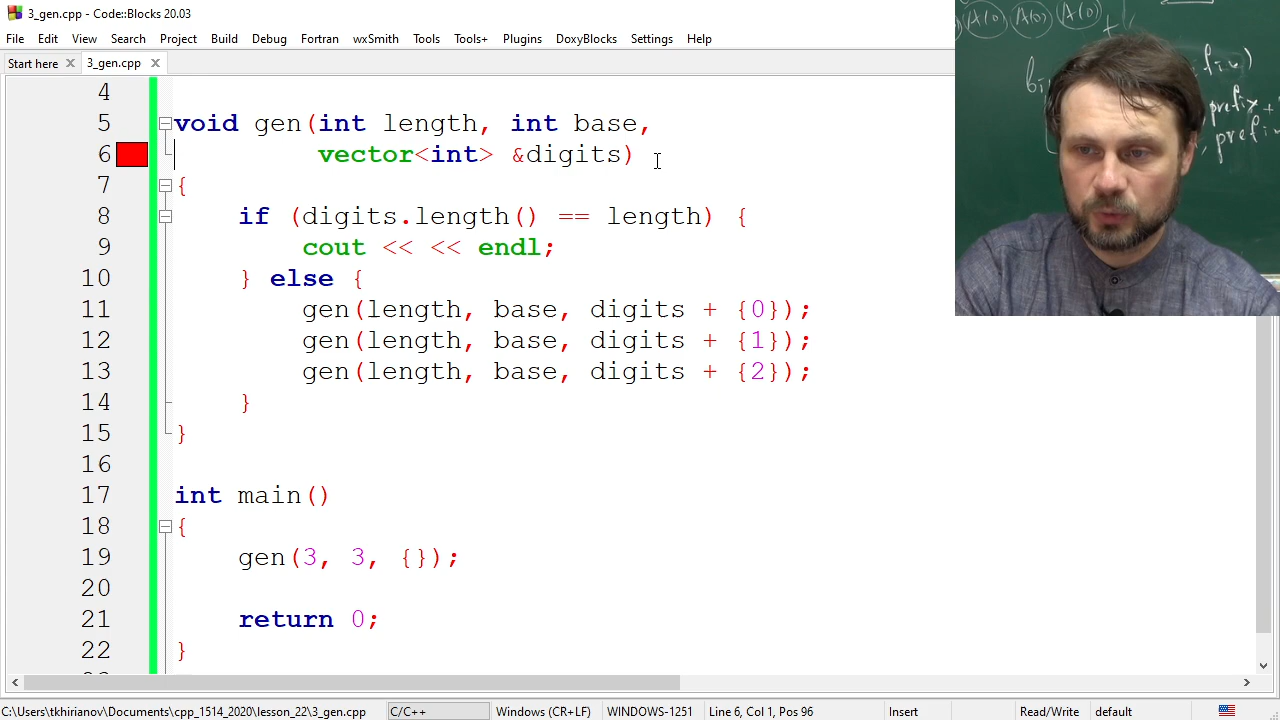 3_gen.cpp - Code::Blocks 20.03
File Edit View Search Project Build Debug Fortran wxSmith Tools Tools+ Plugins DoxyBlocks Settings Help
Start here 3_gen.cpp
4
5 void gen(int length, int base,
6 vector<int> &digits)
7 {
8 if (digits.length() == length) {
9 cout << << endl;
10 } else {
11 gen(length, base, digits + {0});
12 gen(length, base, digits + {1});
13 gen(length, base, digits + {2});
14 }
15 }
16
17 int main()
18 {
19 gen(3, 3, {});
20
21 return 0;
22 }
A(0) A(0) A(0)
prefix +
prefix
C:\Users\tkhirianov\Documents\cpp_1514_2020\lesson_22\3_gen.cpp C/C++ Windows (CR+LF) WINDOWS-1251 Line 6, Col 1, Pos 96 Insert Read/Write default